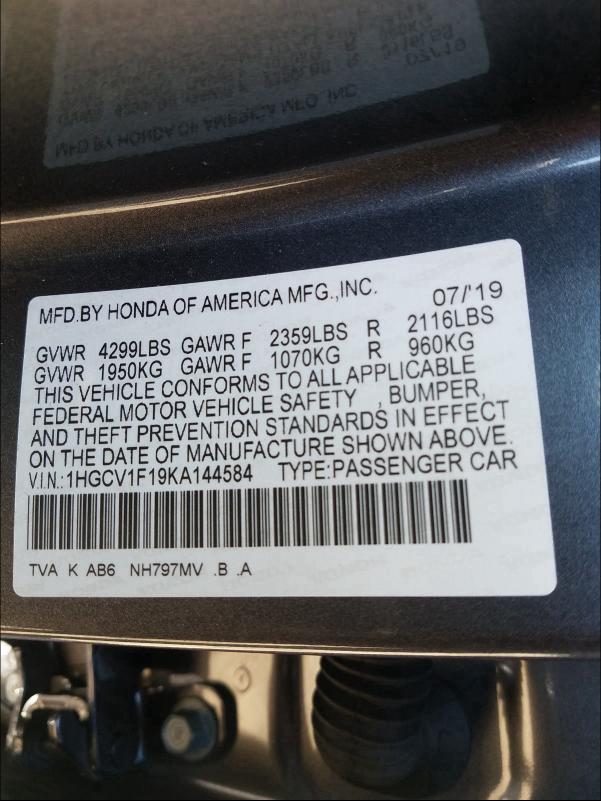 MFD.BY HONDA OF AMERICA MFG.,INC. 07/'19
GVWR 4299LBS GAWR F 2359LBS R 2116LBS
GVWR 1950KG GAWR F 1070KG R 960KG
THIS VEHICLE CONFORMS TO ALL APPLICABLE
FEDERAL MOTOR VEHICLE SAFETY , BUMPER,
AND THEFT PREVENTION STANDARDS IN EFFECT
ON THE DATE OF MANUFACTURE SHOWN ABOVE.
V.I.N.:1HGCV1F19KA144584 TYPE:PASSENGER CAR
TVA K AB6 NH797MV .B .A